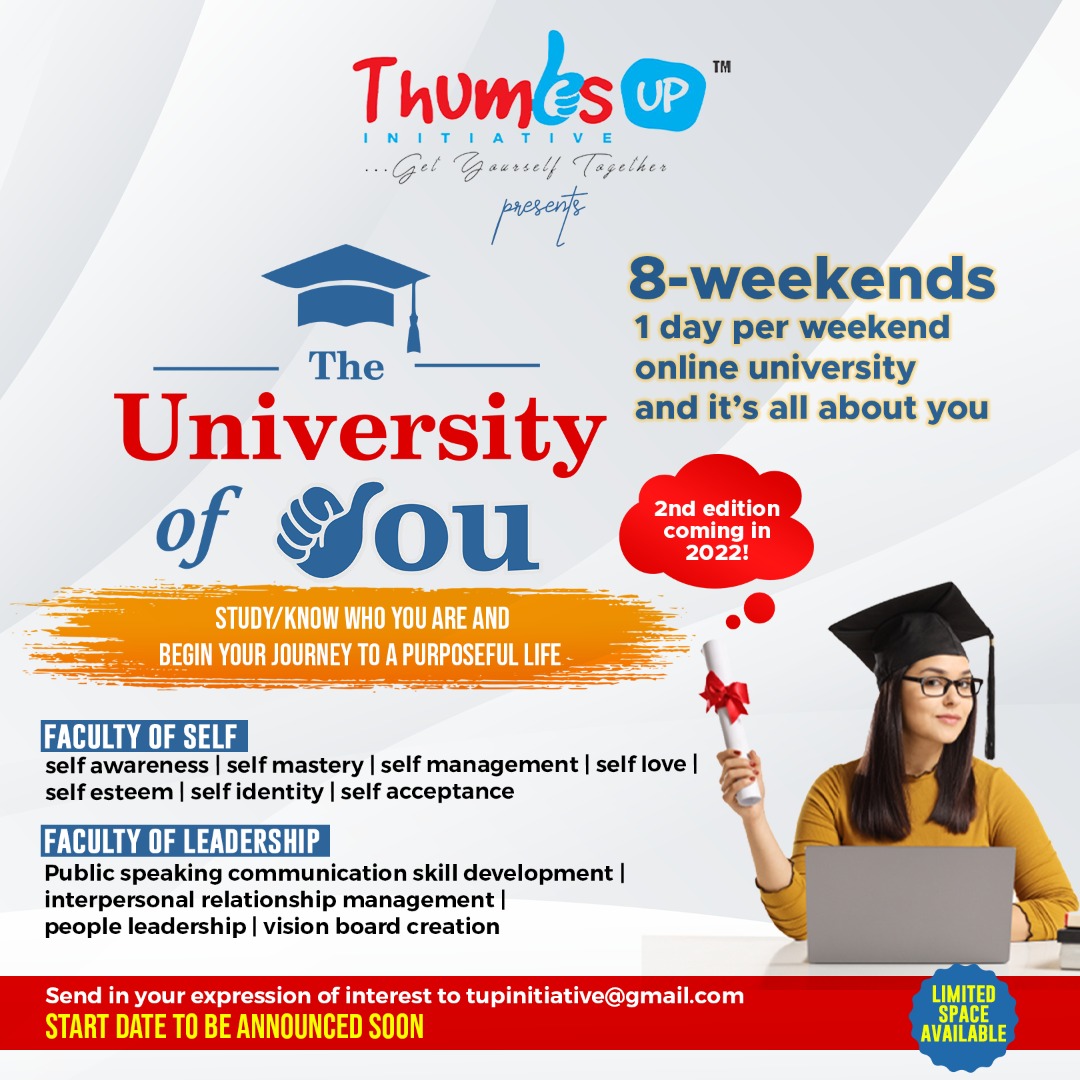 Thumbs UP TM
INITIATIVE
...Get Yourself Together
presents
The
University
of You
8-weekends
1 day per weekend
online university
and it's all about you
2nd edition
coming in
2022!
STUDY/KNOW WHO YOU ARE AND
BEGIN YOUR JOURNEY TO A PURPOSEFUL LIFE
FACULTY OF SELF
self awareness | self mastery | self management | self love |
self esteem | self identity | self acceptance
FACULTY OF LEADERSHIP
Public speaking communication skill development |
interpersonal relationship management |
people leadership | vision board creation
Send in your expression of interest to tupinitiative@gmail.com
START DATE TO BE ANNOUNCED SOON
LIMITED
SPACE
AVAILABLE